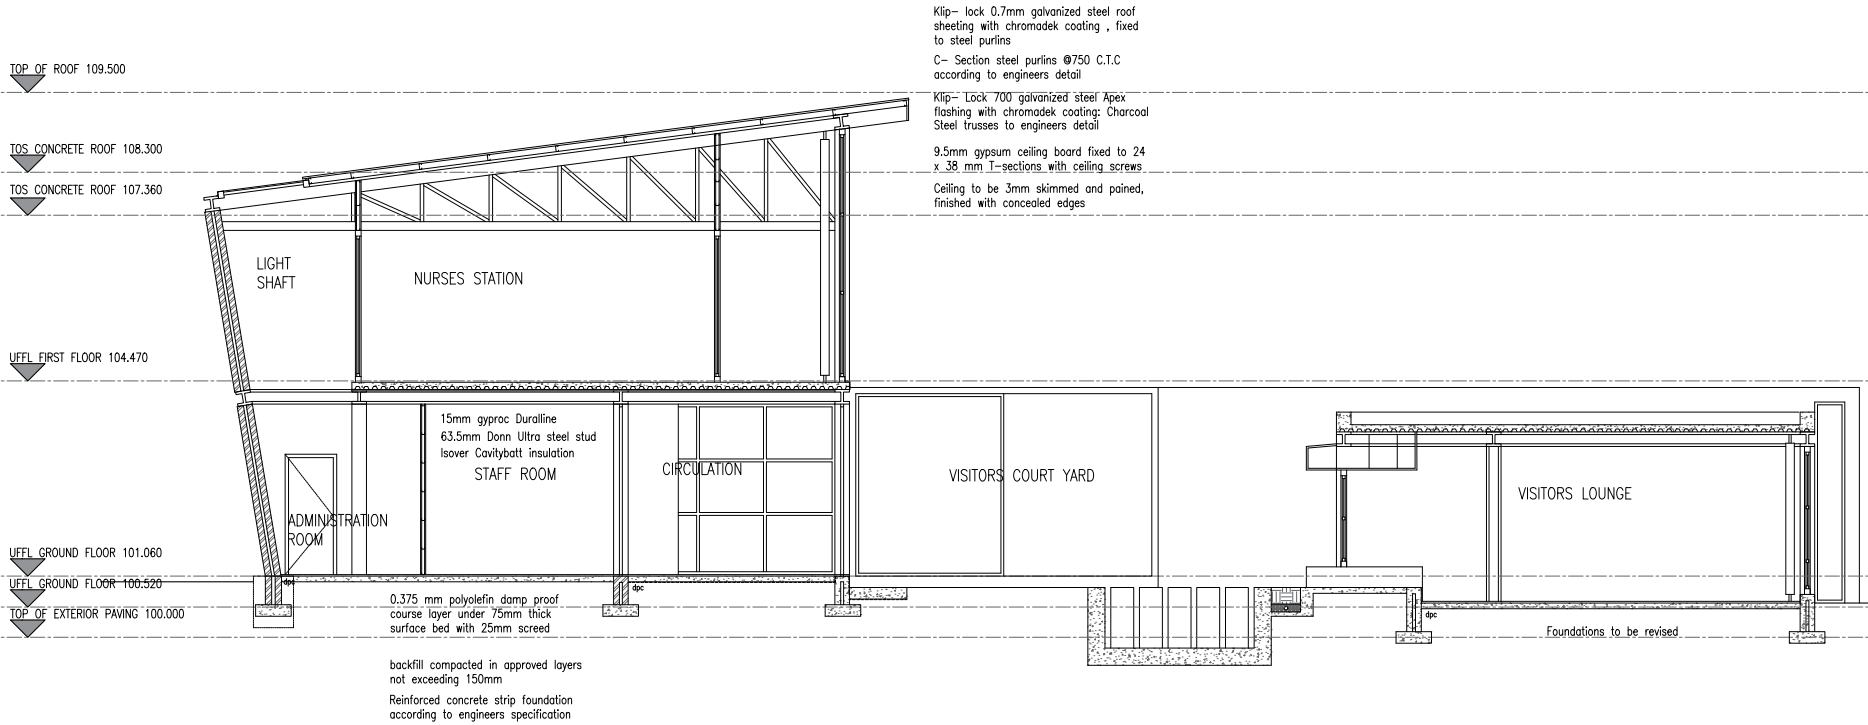 Klip- lock 0.7mm galvanized steel roof
sheeting with chromadek coating , fixed
to steel purlins
C- Section steel purlins @750 C.T.C
according to engineers detail
Klip- Lock 700 galvanized steel Apex
flashing with chromadek coating: Charcoal
Steel trusses to engineers detail
9.5mm gypsum ceiling board fixed to 24
x 38 mm T-sections with ceiling screws
Ceiling to be 3mm skimmed and pained,
finished with concealed edges
TOP OF ROOF 109.500
TOS CONCRETE ROOF 108.300
TOS CONCRETE ROOF 107.360
LIGHT
SHAFT
NURSES STATION
UFFL FIRST FLOOR 104.470
15mm gyproc Duralline
63.5mm Donn Ultra steel stud
Isover Cavitybatt insulation
STAFF ROOM
CIRCULATION
VISITORS COURT YARD
VISITORS LOUNGE
ADMINISTRATION
ROOM
UFFL GROUND FLOOR 101.060
UFFL GROUND FLOOR 100.520
TOP OF EXTERIOR PAVING 100.000
dpc
dpc
dpc
0.375 mm polyolefin damp proof
course layer under 75mm thick
surface bed with 25mm screed
Foundations to be revised
backfill compacted in approved layers
not exceeding 150mm
Reinforced concrete strip foundation
according to engineers specification